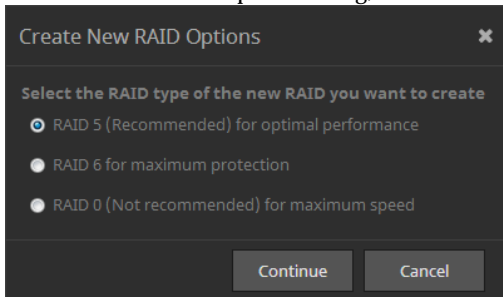 Create New RAID Options
Select the RAID type of the new RAID you want to create
RAID 5 (Recommended) for optimal performance
RAID 6 for maximum protection
RAID 0 (Not recommended) for maximum speed
Continue Cancel